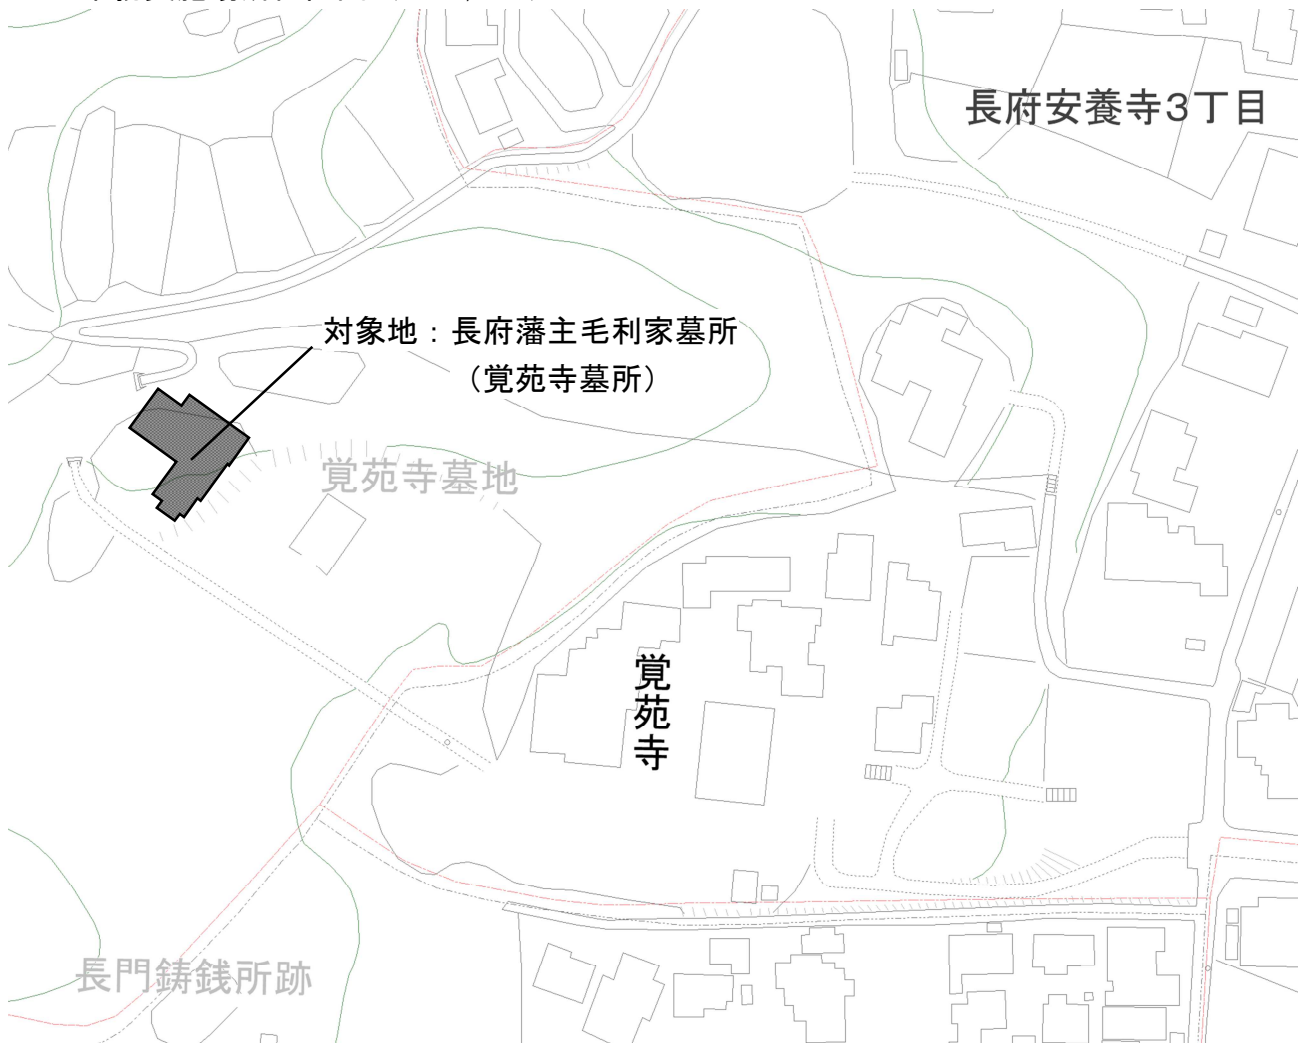 長府安養寺3丁目
対象地：長府藩主毛利家墓所
（覚苑寺墓所）
覚苑寺墓地
覚苑寺
長門鋳銭所跡